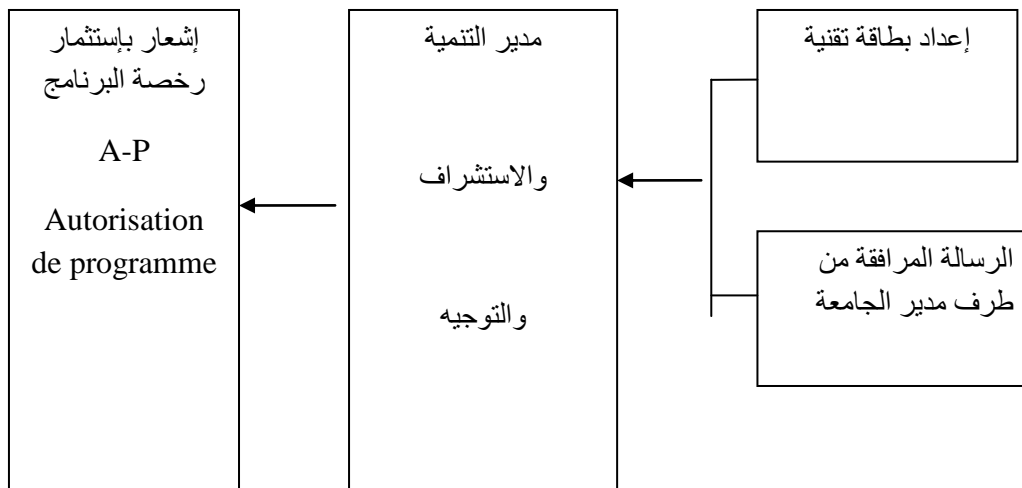 إعداد بطاقة تقنية
الرسالة المرافقة من
طرف مدير الجامعة
مدير التنمية
والاستشراف
والتوجيه
إشعار بإستثمار
رخصة البرنامج
A-P
Autorisation
de programme